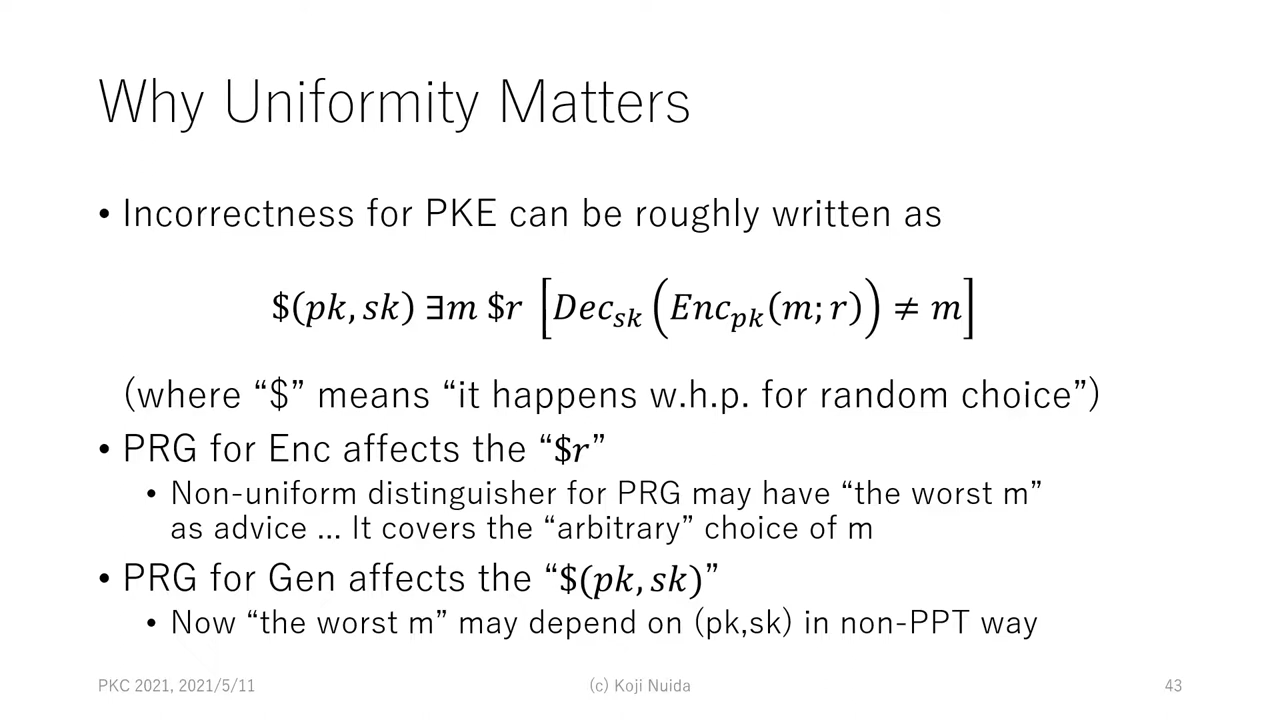 Why Uniformity Matters
• Incorrectness for PKE can be roughly written as
$(pk, sk) ∃m $r [Dec_sk (Enc_pk(m; r)) ≠ m]
(where “$” means “it happens w.h.p. for random choice”)
• PRG for Enc affects the “$r”
• Non-uniform distinguisher for PRG may have “the worst m”
as advice ... It covers the “arbitrary” choice of m
• PRG for Gen affects the “$(pk, sk)”
• Now “the worst m” may depend on (pk,sk) in non-PPT way
PKC 2021, 2021/5/11
(c) Koji Nuida
43